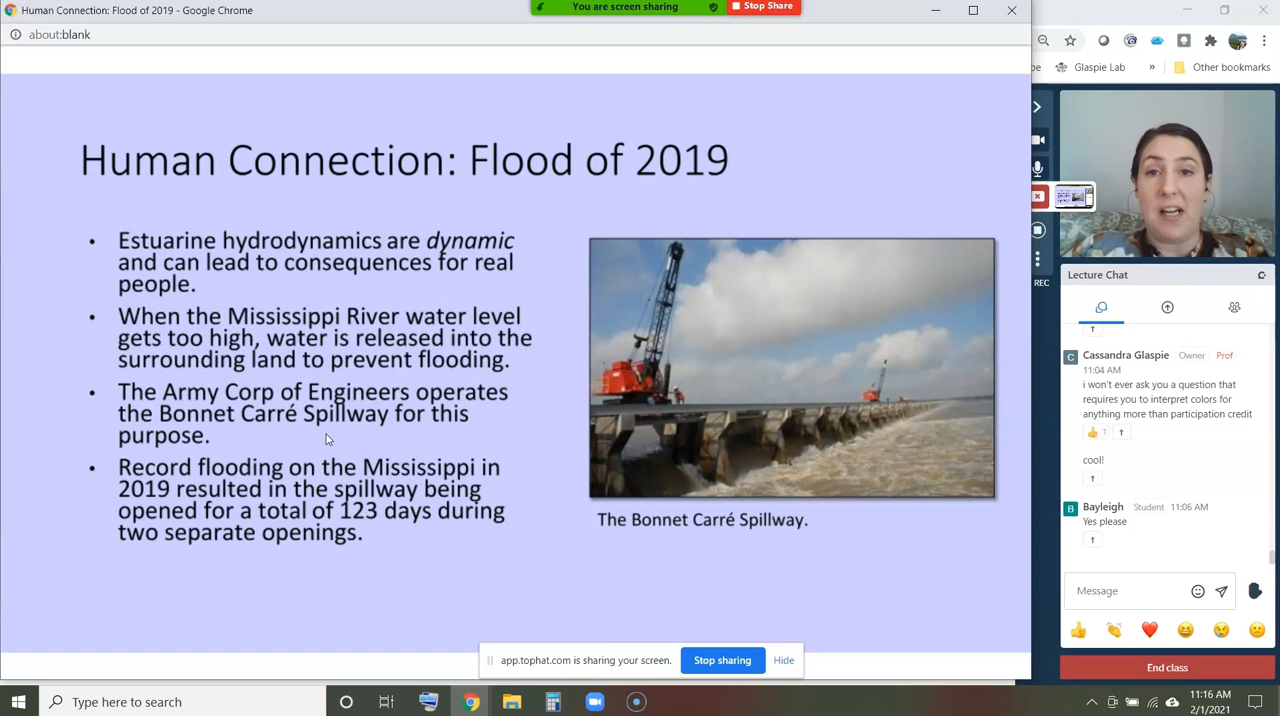 Human Connection: Flood of 2019 - Google Chrome
You are screen sharing
Stop Share
about:blank
Glaspie Lab
»
Other bookmarks
Human Connection: Flood of 2019
• Estuarine hydrodynamics are dynamic
and can lead to consequences for real
people.
• When the Mississippi River water level
gets too high, water is released into the
surrounding land to prevent flooding.
• The Army Corp of Engineers operates
the Bonnet Carré Spillway for this
purpose.
• Record flooding on the Mississippi in
2019 resulted in the spillway being
opened for a total of 123 days during
two separate openings.
The Bonnet Carré Spillway.
REC
Lecture Chat
C Cassandra Glaspie Owner Prof
11:04 AM
i won't ever ask you a question that
requires you to interpret colors for
anything more than participation credit
1
cool!
B Bayleigh Student 11:06 AM
Yes please
Message
End class
app.tophat.com is sharing your screen.
Stop sharing
Hide
Type here to search
11:16 AM
2/1/2021